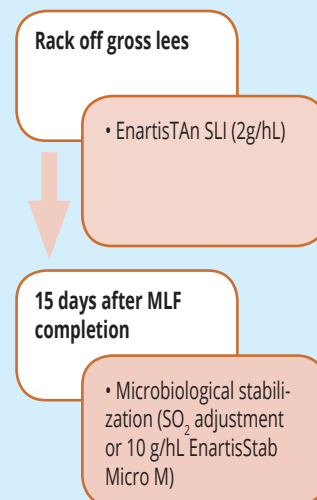 Rack off gross lees
• EnartisTAn SLI (2g/hL)
15 days after MLF
completion
• Microbiological stabili-
zation (SO₂ adjustment
or 10 g/hL EnartisStab
Micro M)